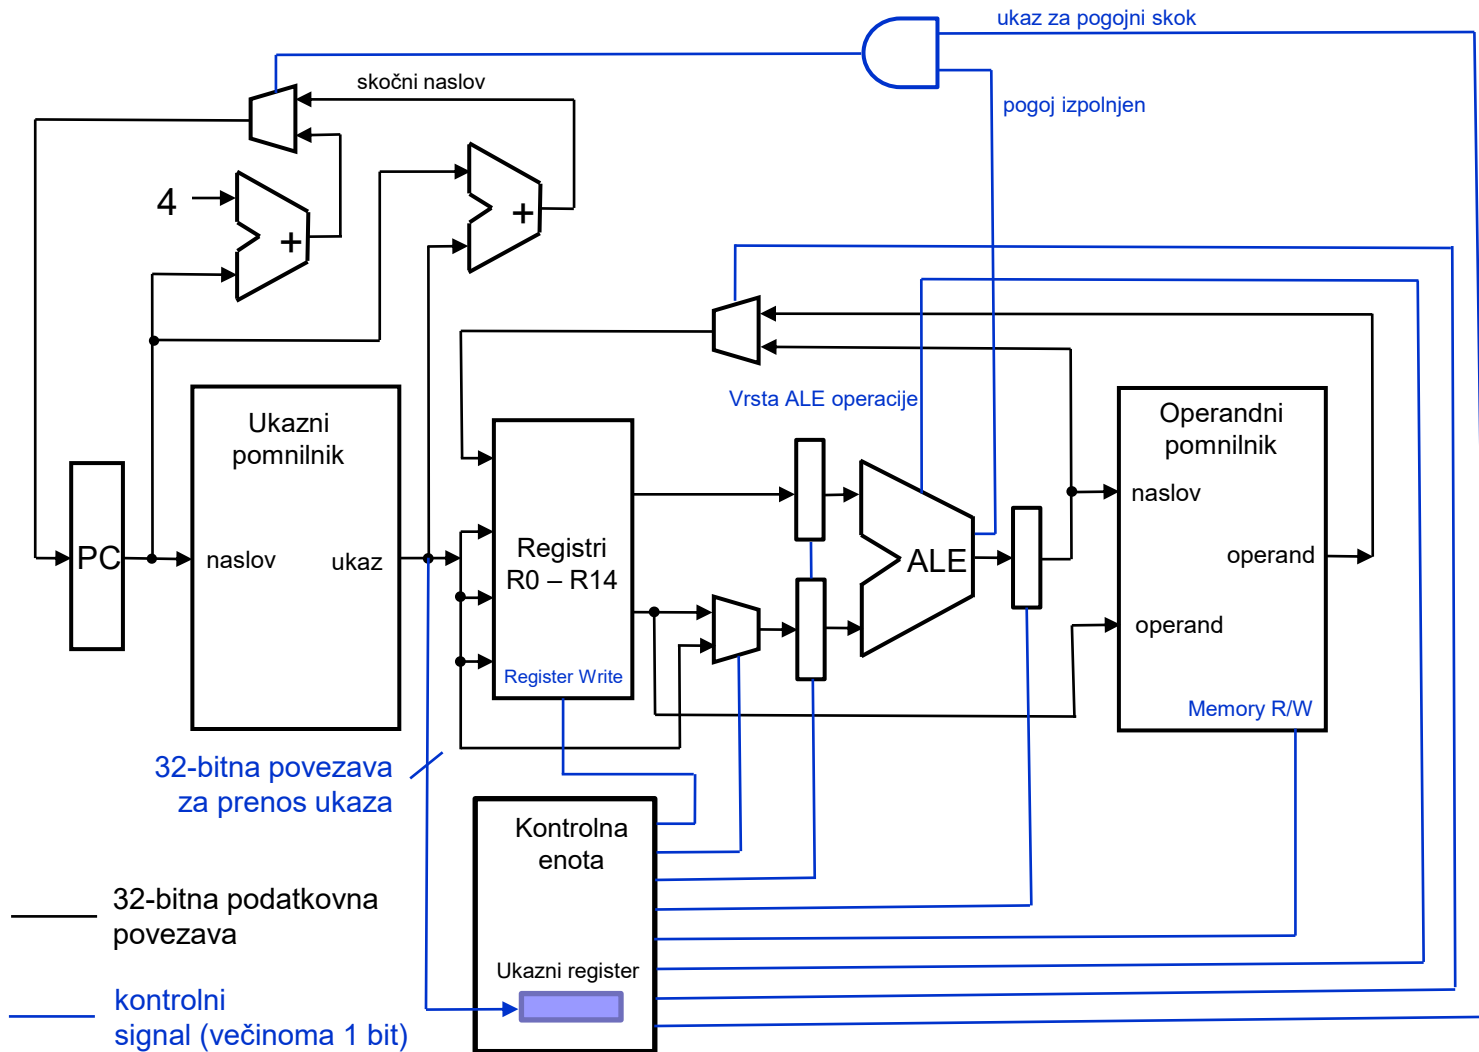 ukaz za pogojni skok
skočni naslov
pogoj izpolnjen
4
+
+
Vrsta ALE operacije
Ukazni
pomnilnik
Operandni
pomnilnik
naslov
PC
naslov
ukaz
Registri
R0 – R14
ALE
operand
operand
Register Write
Memory R/W
32-bitna povezava
za prenos ukaza
Kontrolna
enota
32-bitna podatkovna
povezava
Ukazni register
kontrolni
signal (večinoma 1 bit)